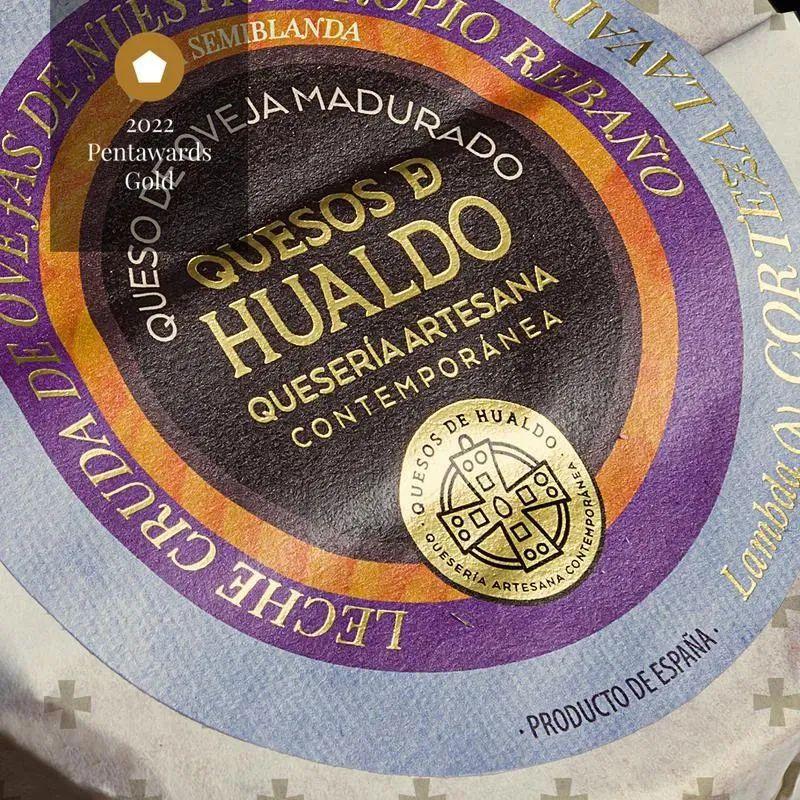 2022
Pentawards
Gold
LECHE CRUDA DE OVEJAS DE NUESTRO PROPIO REBAÑO
SEMIBLANDA
QUESO DE OVEJA MADURADO
QUESOS D
HUALDO
QUESERÍA ARTESANA
CONTEMPORÁNEA
· QUESOS DE HUALDO ·
QUESERÍA ARTESANA CONTEMPORÁNEA
Lambda (λ) CORTEZA LAVADA
· PRODUCTO DE ESPAÑA ·